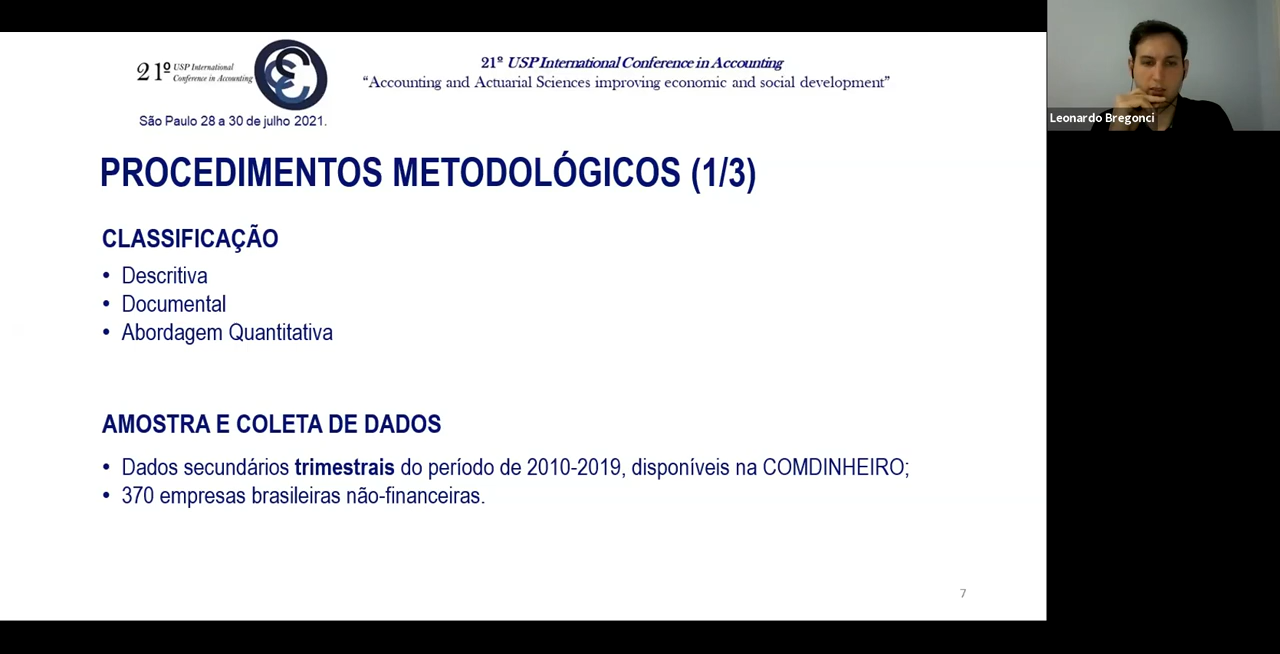 21º USP International
Conference in Accounting
São Paulo 28 a 30 de julho 2021.
21º USP International Conference in Accounting
“Accounting and Actuarial Sciences improving economic and social development”
Leonardo Bregonci
PROCEDIMENTOS METODOLÓGICOS (1/3)
CLASSIFICAÇÃO
• Descritiva
• Documental
• Abordagem Quantitativa
AMOSTRA E COLETA DE DADOS
• Dados secundários trimestrais do período de 2010-2019, disponíveis na COMDINHEIRO;
• 370 empresas brasileiras não-financeiras.
7